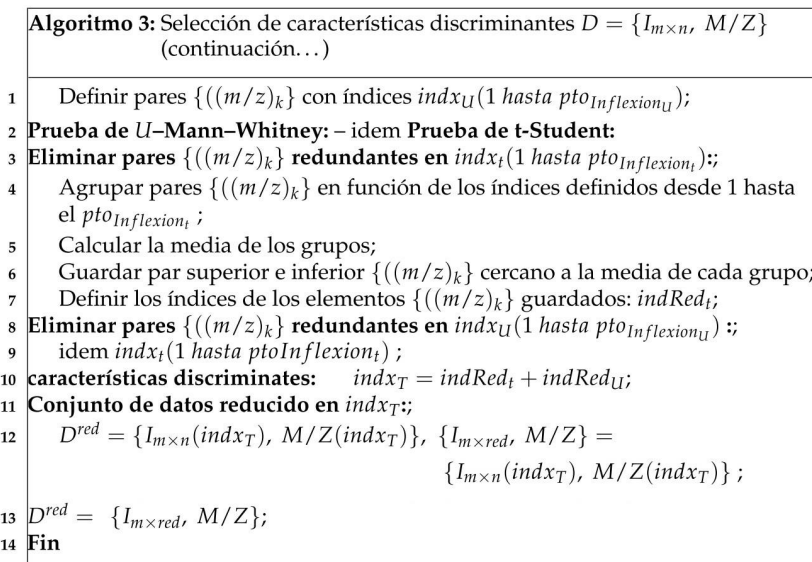 Algoritmo 3: Selección de características discriminantes D = {I_{m×n}, M/Z}
(continuación...)
1 Definir pares {((m/z)_k} con índices indx_U(1 hasta pto_{Inflexion_U});
2 Prueba de U–Mann–Whitney: – idem Prueba de t-Student:
3 Eliminar pares {((m/z)_k} redundantes en indx_t(1 hasta pto_{Inflexion_t}):;
4 Agrupar pares {((m/z)_k} en función de los índices definidos desde 1 hasta
el pto_{Inflexion_t} ;
5 Calcular la media de los grupos;
6 Guardar par superior e inferior {((m/z)_k} cercano a la media de cada grupo;
7 Definir los índices de los elementos {((m/z)_k} guardados: indRed_t;
8 Eliminar pares {((m/z)_k} redundantes en indx_U(1 hasta pto_{Inflexion_U}) :;
9 idem indx_t(1 hasta ptoInflexion_t) ;
10 características discriminates: indx_T = indRed_t + indRed_U;
11 Conjunto de datos reducido en indx_T:;
12 D^{red} = {I_{m×n}(indx_T), M/Z(indx_T)}, {I_{m×red}, M/Z} =
{I_{m×n}(indx_T), M/Z(indx_T)} ;
13 D^{red} = {I_{m×red}, M/Z};
14 Fin